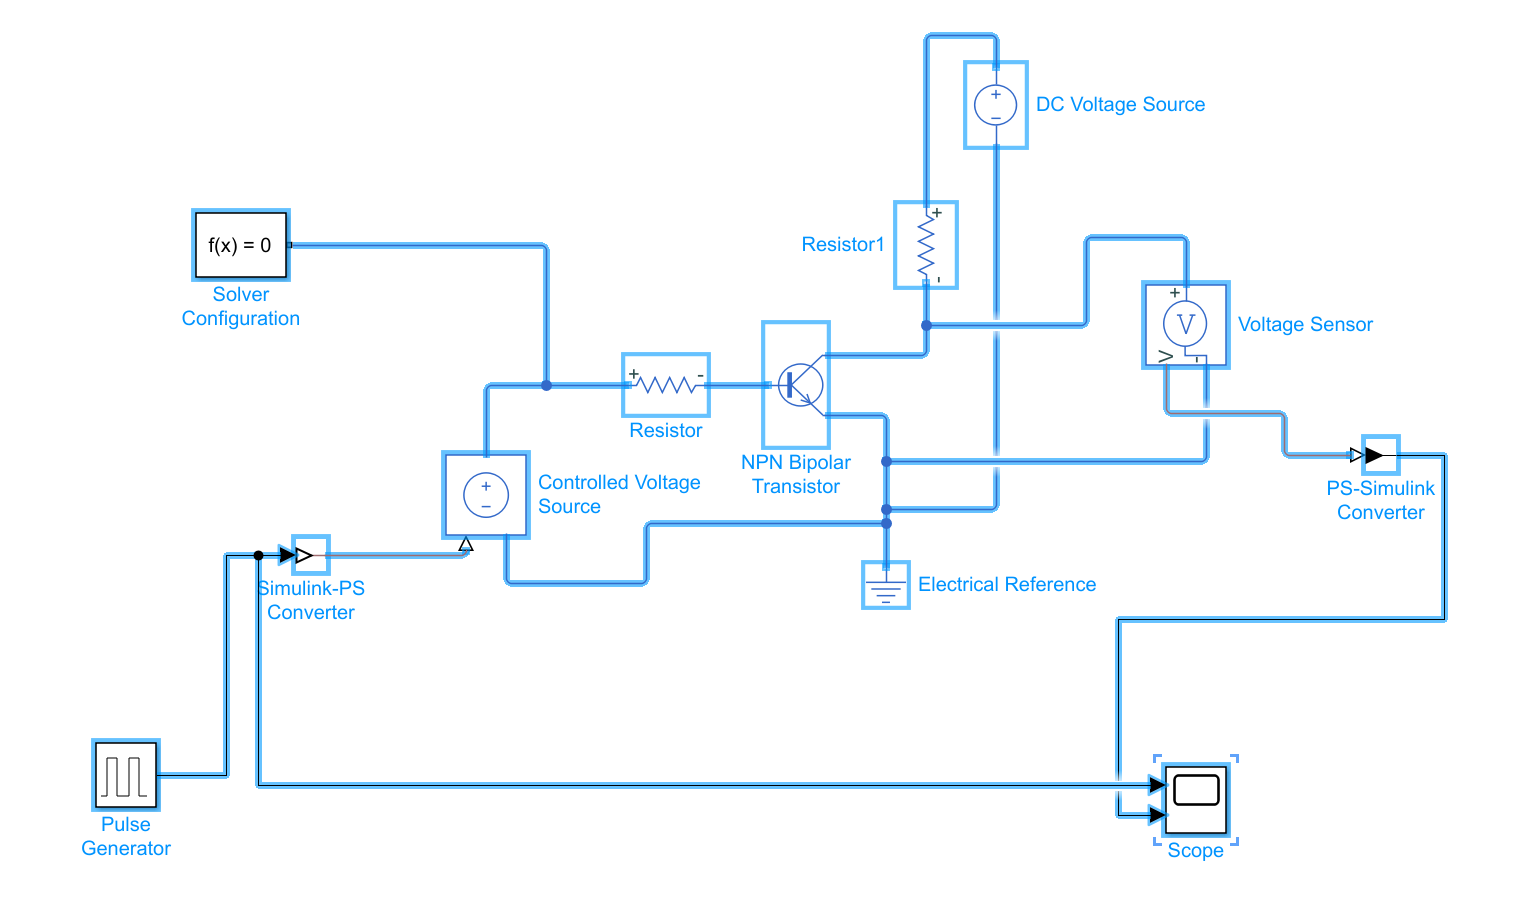 DC Voltage Source
+
−
f(x) = 0
Solver
Configuration
Resistor1
+
-
+
V
V
-
Voltage Sensor
+
-
Resistor
NPN Bipolar
Transistor
+
−
Controlled Voltage
Source
PS-Simulink
Converter
Simulink-PS
Converter
Electrical Reference
Pulse
Generator
Scope